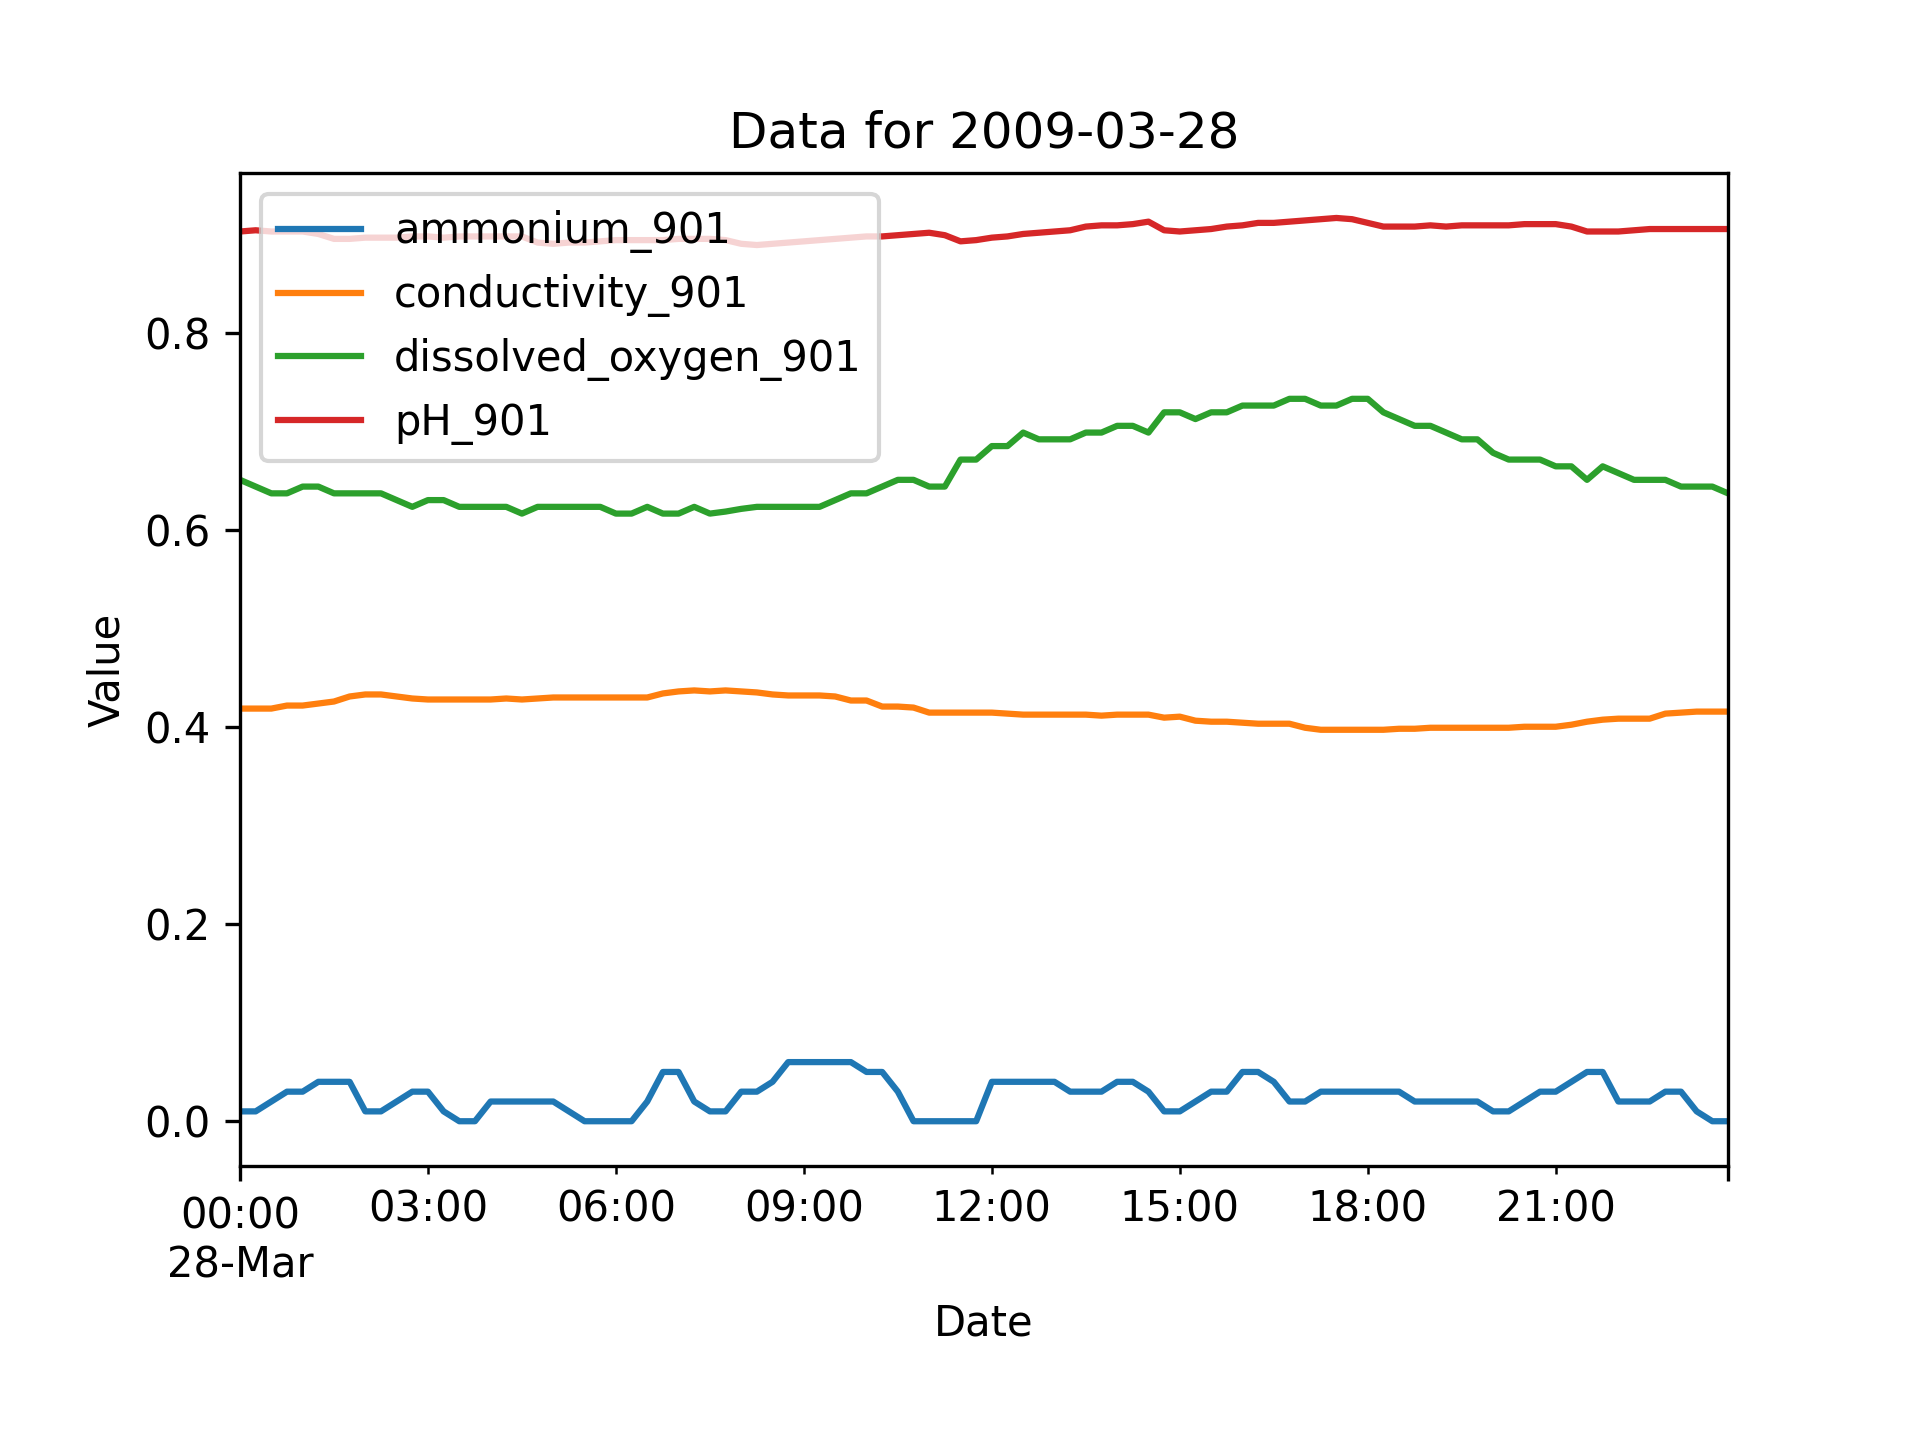 Data for 2009-03-28
ammonium_901
conductivity_901
dissolved_oxygen_901
pH_901
Value
0.8
0.6
0.4
0.2
0.0
00:00 03:00 06:00 09:00 12:00 15:00 18:00 21:00
28-Mar
Date